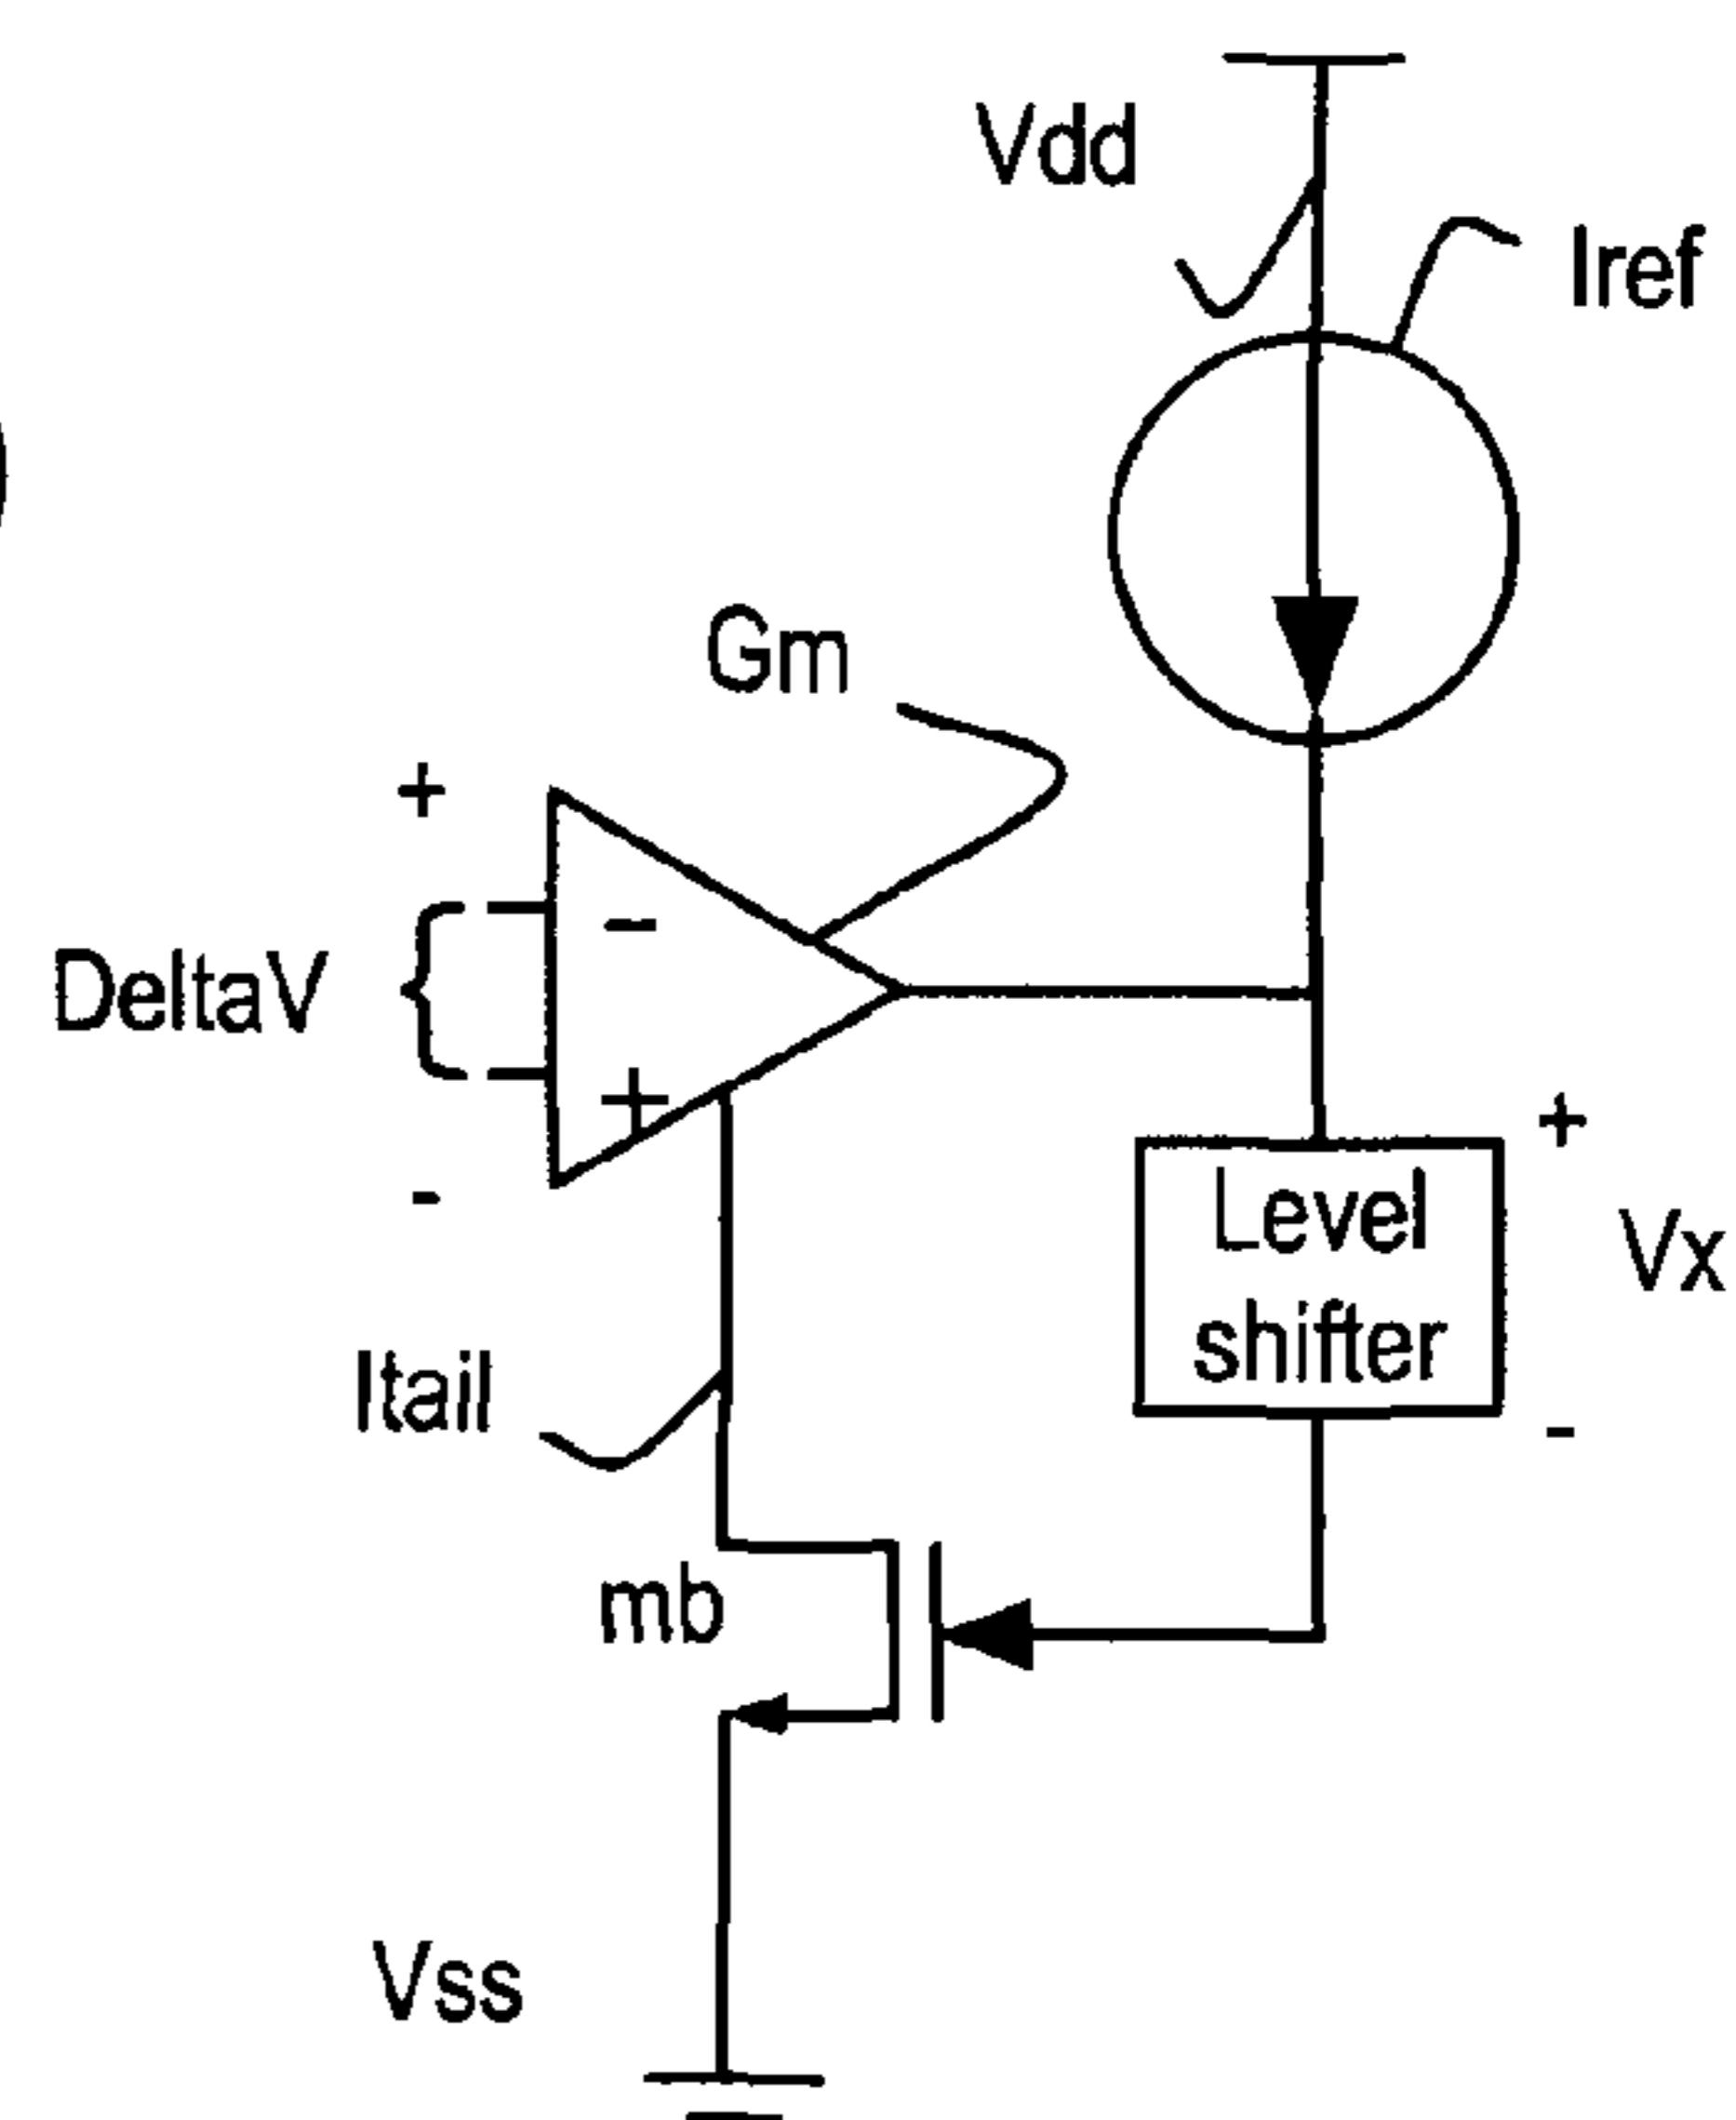 Vdd
Iref
Gm
+
-
DeltaV
+
-
+
Level
shifter
Vx
-
Itail
mb
Vss